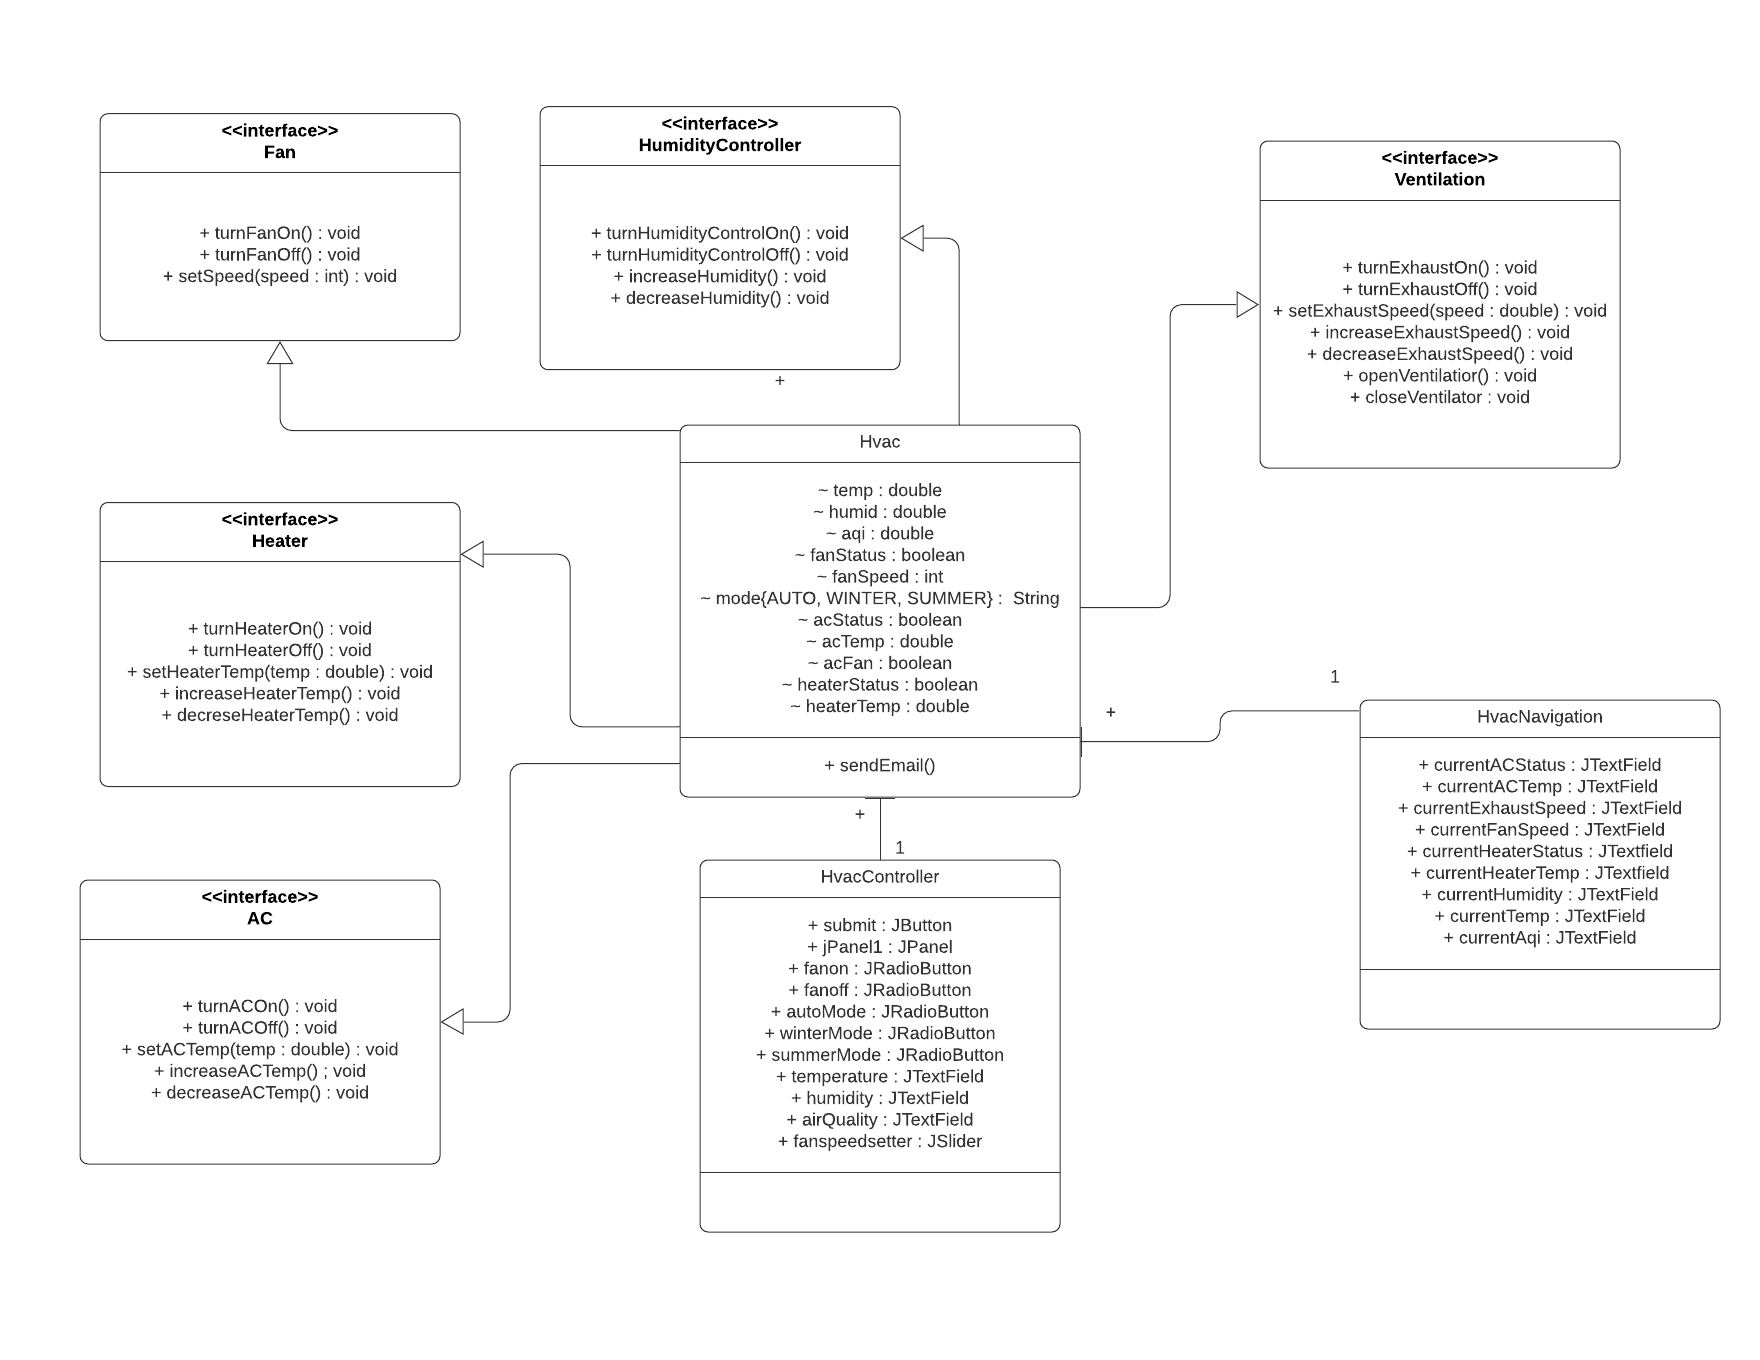 <<interface>>
Fan
+ turnFanOn() : void
+ turnFanOff() : void
+ setSpeed(speed : int) : void
<<interface>>
HumidityController
+ turnHumidityControlOn() : void
+ turnHumidityControlOff() : void
+ increaseHumidity() : void
+ decreaseHumidity() : void
+
<<interface>>
Ventilation
+ turnExhaustOn() : void
+ turnExhaustOff() : void
+ setExhaustSpeed(speed : double) : void
+ increaseExhaustSpeed() : void
+ decreaseExhaustSpeed() : void
+ openVentilatior() : void
+ closeVentilator : void
Hvac
~ temp : double
~ humid : double
~ aqi : double
~ fanStatus : boolean
~ fanSpeed : int
~ mode{AUTO, WINTER, SUMMER} :  String
~ acStatus : boolean
~ acTemp : double
~ acFan : boolean
~ heaterStatus : boolean
~ heaterTemp : double
+ sendEmail()
<<interface>>
Heater
+ turnHeaterOn() : void
+ turnHeaterOff() : void
+ setHeaterTemp(temp : double) : void
+ increaseHeaterTemp() : void
+ decreseHeaterTemp() : void
+
1
HvacNavigation
+ currentACStatus : JTextField
+ currentACTemp : JTextField
+ currentExhaustSpeed : JTextField
+ currentFanSpeed : JTextField
+ currentHeaterStatus : JTextfield
+ currentHeaterTemp : JTextfield
+ currentHumidity : JTextField
+ currentTemp : JTextField
+ currentAqi : JTextField
+
1
<<interface>>
AC
+ turnACOn() : void
+ turnACOff() : void
+ setACTemp(temp : double) : void
+ increaseACTemp() ; void
+ decreaseACTemp() : void
HvacController
+ submit : JButton
+ jPanel1 : JPanel
+ fanon : JRadioButton
+ fanoff : JRadioButton
+ autoMode : JRadioButton
+ winterMode : JRadioButton
+ summerMode : JRadioButton
+ temperature : JTextField
+ humidity : JTextField
+ airQuality : JTextField
+ fanspeedsetter : JSlider